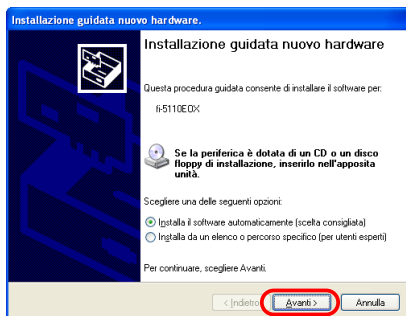 Installazione guidata nuovo hardware.
Installazione guidata nuovo hardware
Questa procedura guidata consente di installare il software per:
fi-5110EOX
Se la periferica è dotata di un CD o un disco
floppy di installazione, inserirlo nell'apposita
unità.
Scegliere una delle seguenti opzioni:
Installa il software automaticamente (scelta consigliata)
Installa da un elenco o percorso specifico (per utenti esperti)
Per continuare, scegliere Avanti.
< Indietro
Avanti >
Annulla